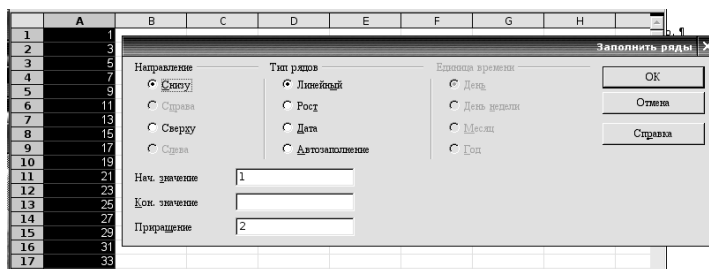 A B C D E F G H
1 1
2 3
3 5
4 7
5 9
6 11
7 13
8 15
9 17
10 19
11 21
12 23
13 25
14 27
15 29
16 31
17 33
Заполнить ряды X
Направление
Снизу
Справа
Сверху
Слева
Тип рядов
Линейный
Рост
Дата
Автозаполнение
Единица времени
День
День недели
Месяц
Год
OK
Отмена
Справка
Нач. значение 1
Кон. значение
Приращение 2